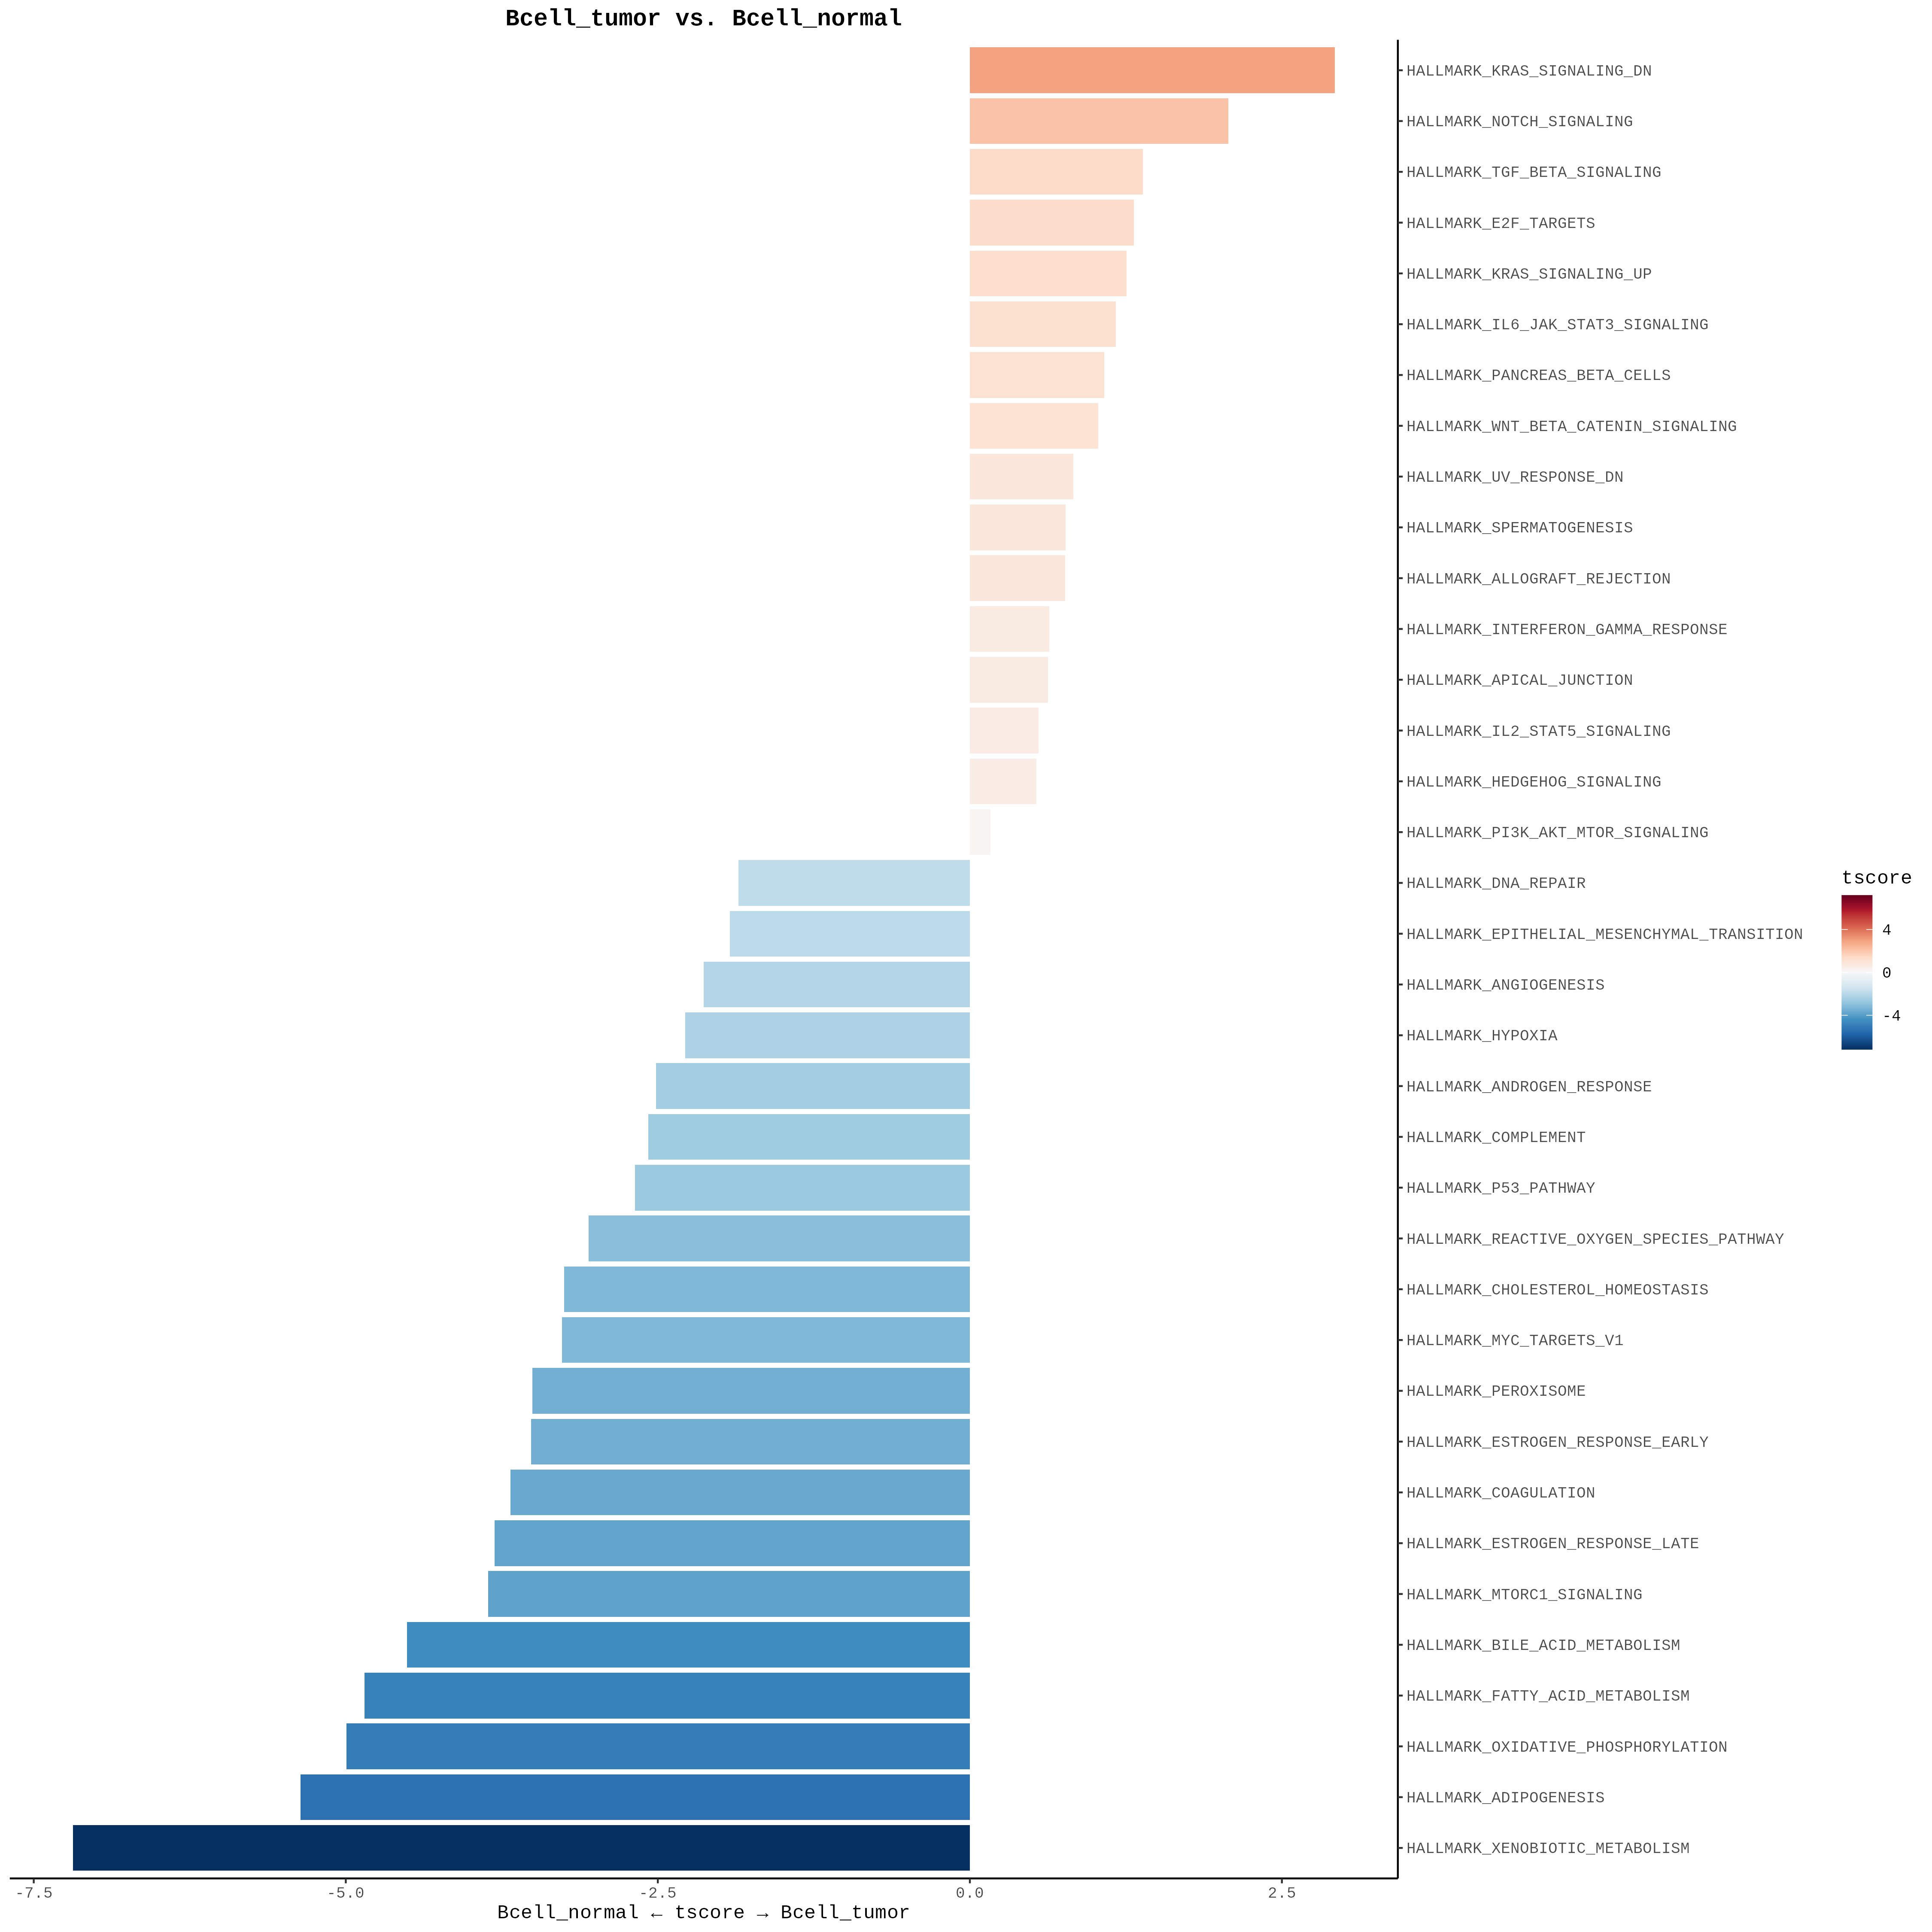 Bcell_tumor vs. Bcell_normal
HALLMARK_KRAS_SIGNALING_DN
HALLMARK_NOTCH_SIGNALING
HALLMARK_TGF_BETA_SIGNALING
HALLMARK_E2F_TARGETS
HALLMARK_KRAS_SIGNALING_UP
HALLMARK_IL6_JAK_STAT3_SIGNALING
HALLMARK_PANCREAS_BETA_CELLS
HALLMARK_WNT_BETA_CATENIN_SIGNALING
HALLMARK_UV_RESPONSE_DN
HALLMARK_SPERMATOGENESIS
HALLMARK_ALLOGRAFT_REJECTION
HALLMARK_INTERFERON_GAMMA_RESPONSE
HALLMARK_APICAL_JUNCTION
HALLMARK_IL2_STAT5_SIGNALING
HALLMARK_HEDGEHOG_SIGNALING
HALLMARK_PI3K_AKT_MTOR_SIGNALING
HALLMARK_DNA_REPAIR
HALLMARK_EPITHELIAL_MESENCHYMAL_TRANSITION
HALLMARK_ANGIOGENESIS
HALLMARK_HYPOXIA
HALLMARK_ANDROGEN_RESPONSE
HALLMARK_COMPLEMENT
HALLMARK_P53_PATHWAY
HALLMARK_REACTIVE_OXYGEN_SPECIES_PATHWAY
HALLMARK_CHOLESTEROL_HOMEOSTASIS
HALLMARK_MYC_TARGETS_V1
HALLMARK_PEROXISOME
HALLMARK_ESTROGEN_RESPONSE_EARLY
HALLMARK_COAGULATION
HALLMARK_ESTROGEN_RESPONSE_LATE
HALLMARK_MTORC1_SIGNALING
HALLMARK_BILE_ACID_METABOLISM
HALLMARK_FATTY_ACID_METABOLISM
HALLMARK_OXIDATIVE_PHOSPHORYLATION
HALLMARK_ADIPOGENESIS
HALLMARK_XENOBIOTIC_METABOLISM
tscore
4
0
-4
-7.5 -5.0 -2.5 0.0 2.5
Bcell_normal ← tscore → Bcell_tumor